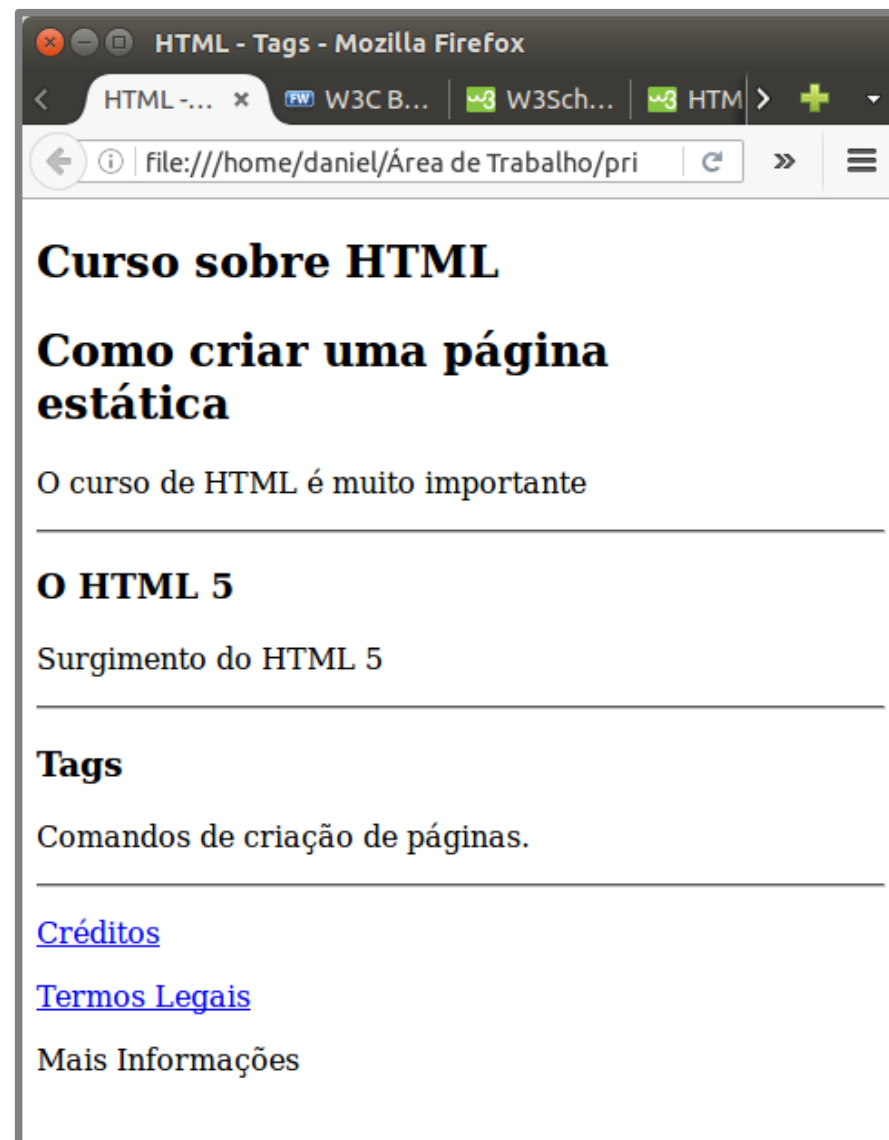 HTML - Tags - Mozilla Firefox
HTML -... W3C B... W3Sch... HTM
file:///home/daniel/Área de Trabalho/pri
Curso sobre HTML
Como criar uma página
estática
O curso de HTML é muito importante
O HTML 5
Surgimento do HTML 5
Tags
Comandos de criação de páginas.
Créditos
Termos Legais
Mais Informações